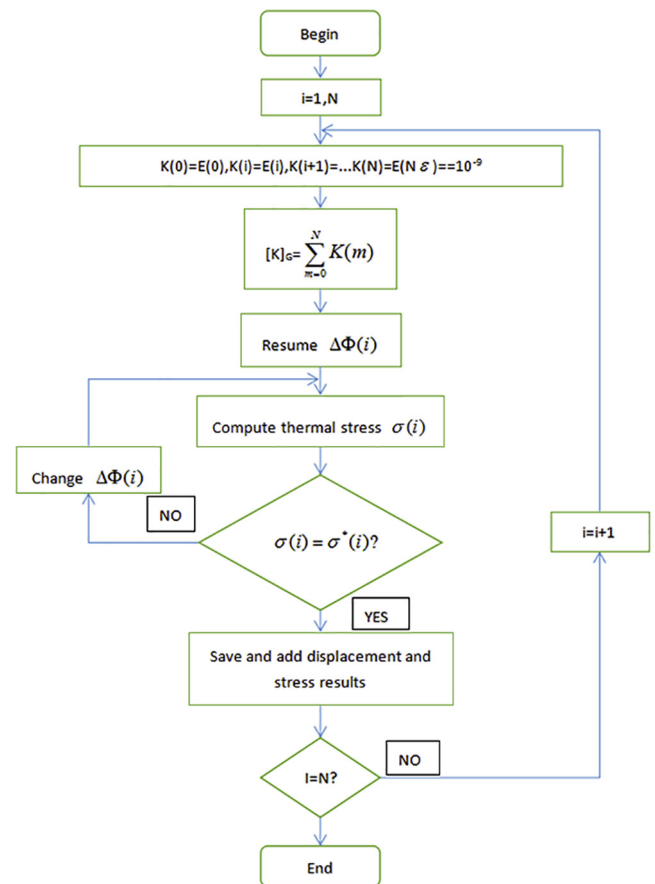 Begin
i=1,N
K(0)=E(0),K(i)=E(i),K(i+1)=...K(N)=E(N ε )==10⁻⁹
[K]G=∑_{m=0}^{N} K(m)
Resume ΔΦ(i)
Compute thermal stress σ(i)
Change ΔΦ(i)
NO
σ(i)=σ*(i)?
i=i+1
YES
Save and add displacement and
stress results
NO
I=N?
End